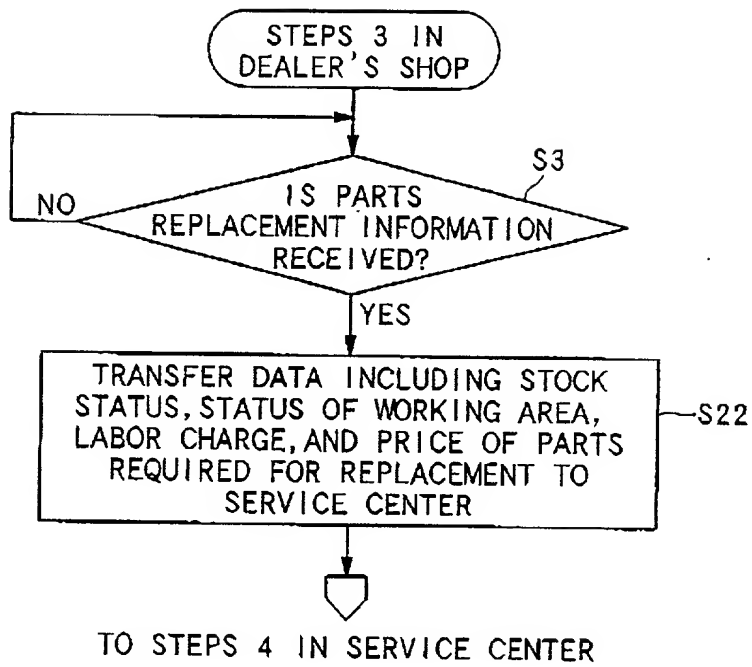 STEPS 3 IN
DEALER'S SHOP
S3
IS PARTS
REPLACEMENT INFORMATION
RECEIVED?
NO
YES
TRANSFER DATA INCLUDING STOCK
STATUS, STATUS OF WORKING AREA,
LABOR CHARGE, AND PRICE OF PARTS
REQUIRED FOR REPLACEMENT TO
SERVICE CENTER
S22
TO STEPS 4 IN SERVICE CENTER